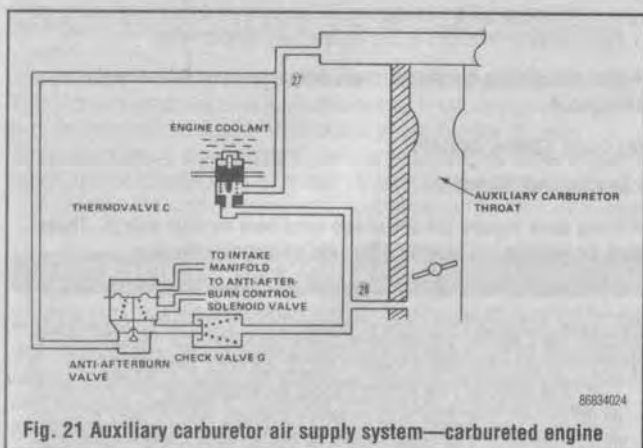 27
ENGINE COOLANT
THERMOVALVE C
AUXILIARY CARBURETOR
THROAT
TO INTAKE
MANIFOLD
TO ANTI-AFTER-
BURN CONTROL
SOLENOID VALVE
28
CHECK VALVE G
ANTI-AFTERBURN
VALVE
86834024
Fig. 21 Auxiliary carburetor air supply system—carbureted engine